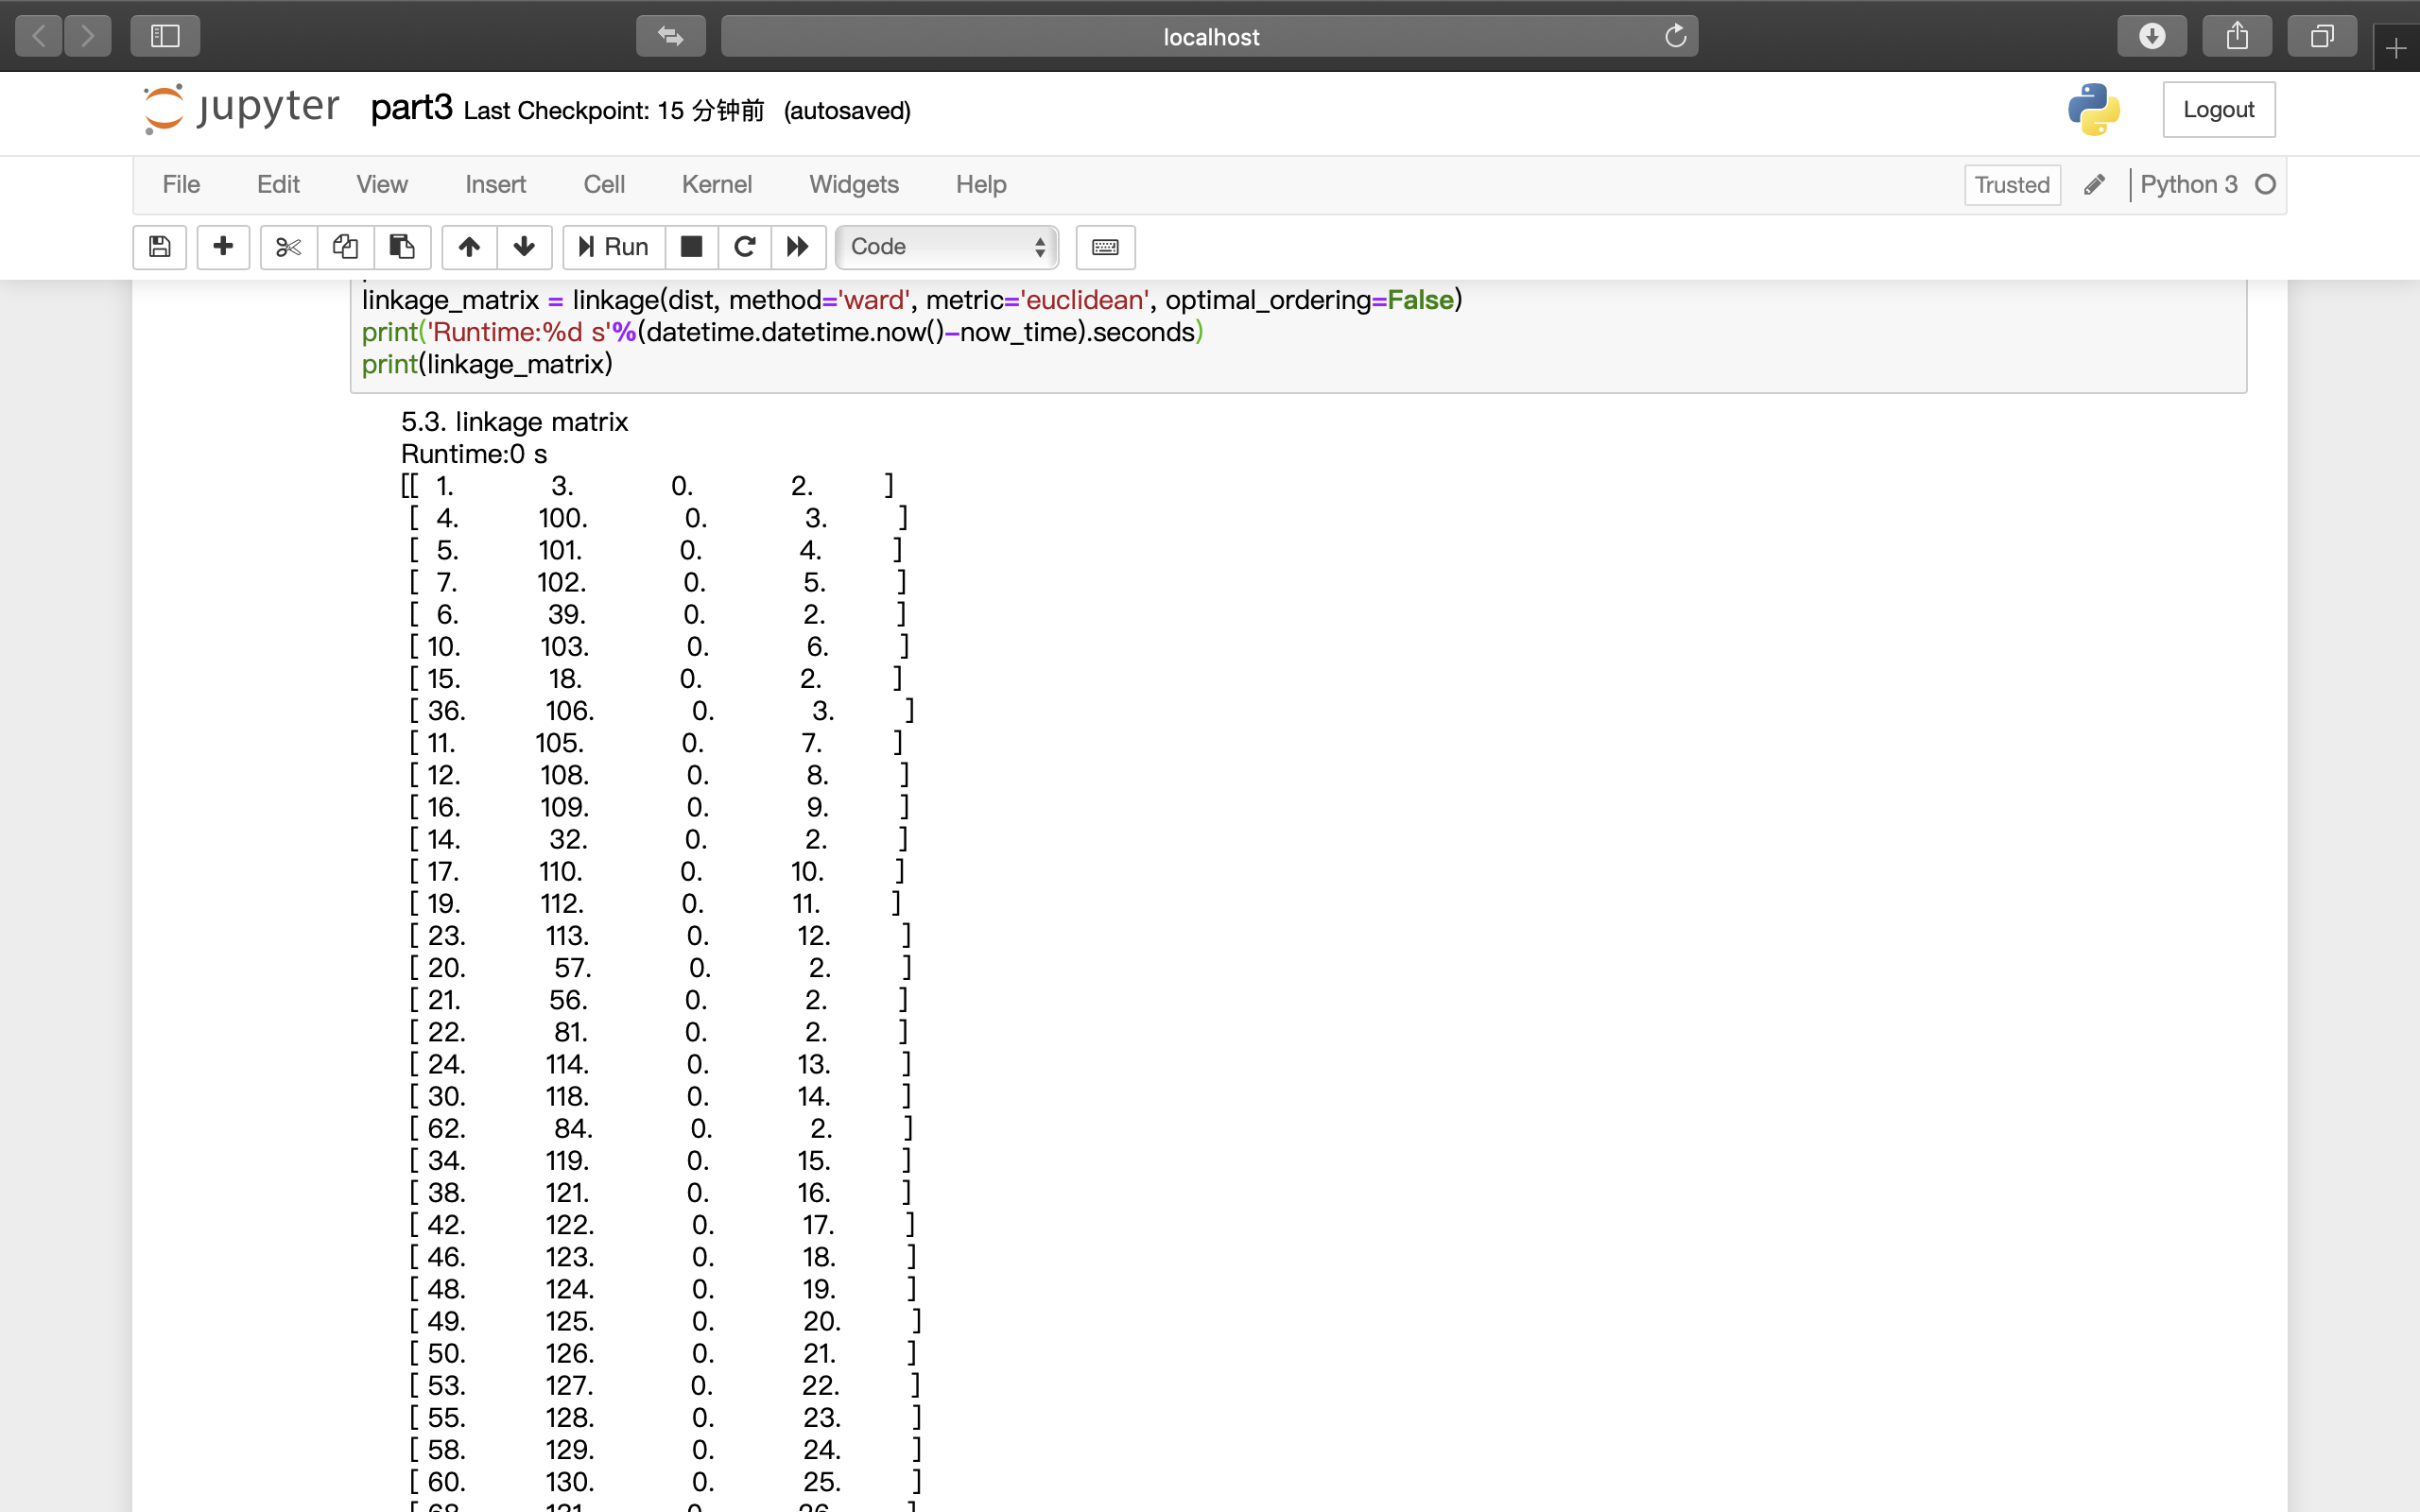 localhost
jupyter part3 Last Checkpoint: 15 分钟前 (autosaved)
Logout
File Edit View Insert Cell Kernel Widgets Help
Trusted Python 3
Run Code
linkage_matrix = linkage(dist, method='ward', metric='euclidean', optimal_ordering=False)
print('Runtime:%d s'%(datetime.datetime.now()-now_time).seconds)
print(linkage_matrix)
5.3. linkage matrix
Runtime:0 s
[[ 1. 3. 0. 2. ]
[ 4. 100. 0. 3. ]
[ 5. 101. 0. 4. ]
[ 7. 102. 0. 5. ]
[ 6. 39. 0. 2. ]
[ 10. 103. 0. 6. ]
[ 15. 18. 0. 2. ]
[ 36. 106. 0. 3. ]
[ 11. 105. 0. 7. ]
[ 12. 108. 0. 8. ]
[ 16. 109. 0. 9. ]
[ 14. 32. 0. 2. ]
[ 17. 110. 0. 10. ]
[ 19. 112. 0. 11. ]
[ 23. 113. 0. 12. ]
[ 20. 57. 0. 2. ]
[ 21. 56. 0. 2. ]
[ 22. 81. 0. 2. ]
[ 24. 114. 0. 13. ]
[ 30. 118. 0. 14. ]
[ 62. 84. 0. 2. ]
[ 34. 119. 0. 15. ]
[ 38. 121. 0. 16. ]
[ 42. 122. 0. 17. ]
[ 46. 123. 0. 18. ]
[ 48. 124. 0. 19. ]
[ 49. 125. 0. 20. ]
[ 50. 126. 0. 21. ]
[ 53. 127. 0. 22. ]
[ 55. 128. 0. 23. ]
[ 58. 129. 0. 24. ]
[ 60. 130. 0. 25. ]